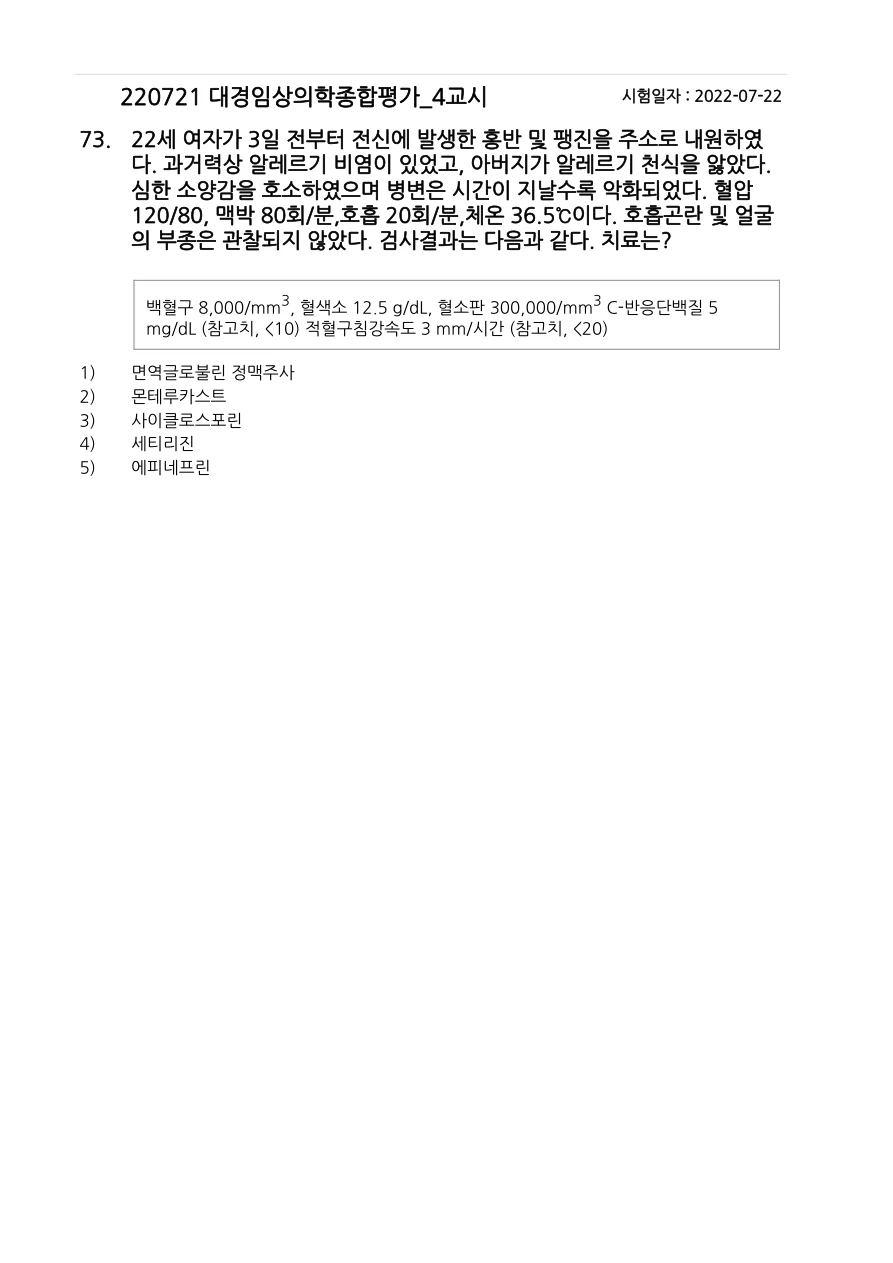 220721 대경임상의학종합평가_4교시 시험일자 : 2022-07-22
73. 22세 여자가 3일 전부터 전신에 발생한 홍반 및 팽진을 주소로 내원하였
다. 과거력상 알레르기 비염이 있었고, 아버지가 알레르기 천식을 앓았다.
심한 소양감을 호소하였으며 병변은 시간이 지날수록 악화되었다. 혈압
120/80, 맥박 80회/분,호흡 20회/분,체온 36.5℃이다. 호흡곤란 및 얼굴
의 부종은 관찰되지 않았다. 검사결과는 다음과 같다. 치료는?
백혈구 8,000/mm³, 혈색소 12.5 g/dL, 혈소판 300,000/mm³ C-반응단백질 5
mg/dL (참고치, <10) 적혈구침강속도 3 mm/시간 (참고치, <20)
1) 면역글로불린 정맥주사
2) 몬테루카스트
3) 사이클로스포린
4) 세티리진
5) 에피네프린